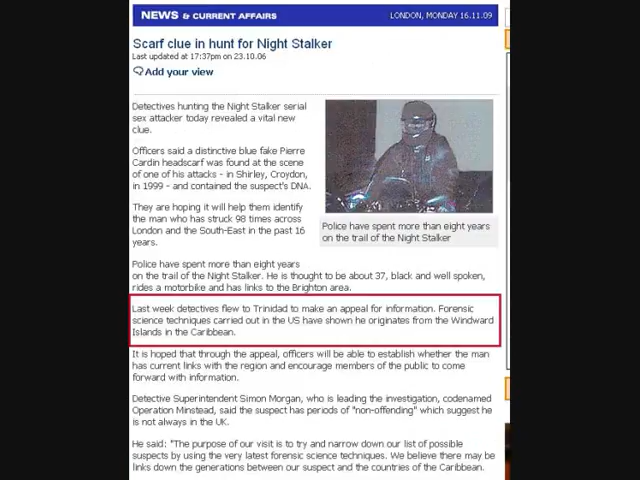 NEWS & CURRENT AFFAIRS
LONDON, MONDAY 16.11.09
Scarf clue in hunt for Night Stalker
Last updated at 17:37pm on 23.10.06
Add your view
Detectives hunting the Night Stalker serial
sex attacker today revealed a vital new
clue.
Officers said a distinctive blue fake Pierre
Cardin headscarf was found at the scene
of one of his attacks - in Shirley, Croydon,
in 1999 - and contained the suspect's DNA.
They are hoping it will help them identify
the man who has struck 98 times across
London and the South-East in the past 16
years.
Police have spent more than eight years
on the trail of the Night Stalker
Police have spent more than eight years
on the trail of the Night Stalker. He is thought to be about 37, black and well spoken,
rides a motorbike and has links to the Brighton area.
Last week detectives flew to Trinidad to make an appeal for information. Forensic
science techniques carried out in the US have shown he originates from the Windward
Islands in the Caribbean.
It is hoped that through the appeal, officers will be able to establish whether the man
has current links with the region and encourage members of the public to come
forward with information.
Detective Superintendent Simon Morgan, who is leading the investigation, codenamed
Operation Minstead, said the suspect has periods of "non-offending" which suggest he
is not always in the UK.
He said: "The purpose of our visit is to try and narrow down our list of possible
suspects by using the very latest forensic science techniques. We believe there may be
links down the generations between our suspect and the countries of the Caribbean.